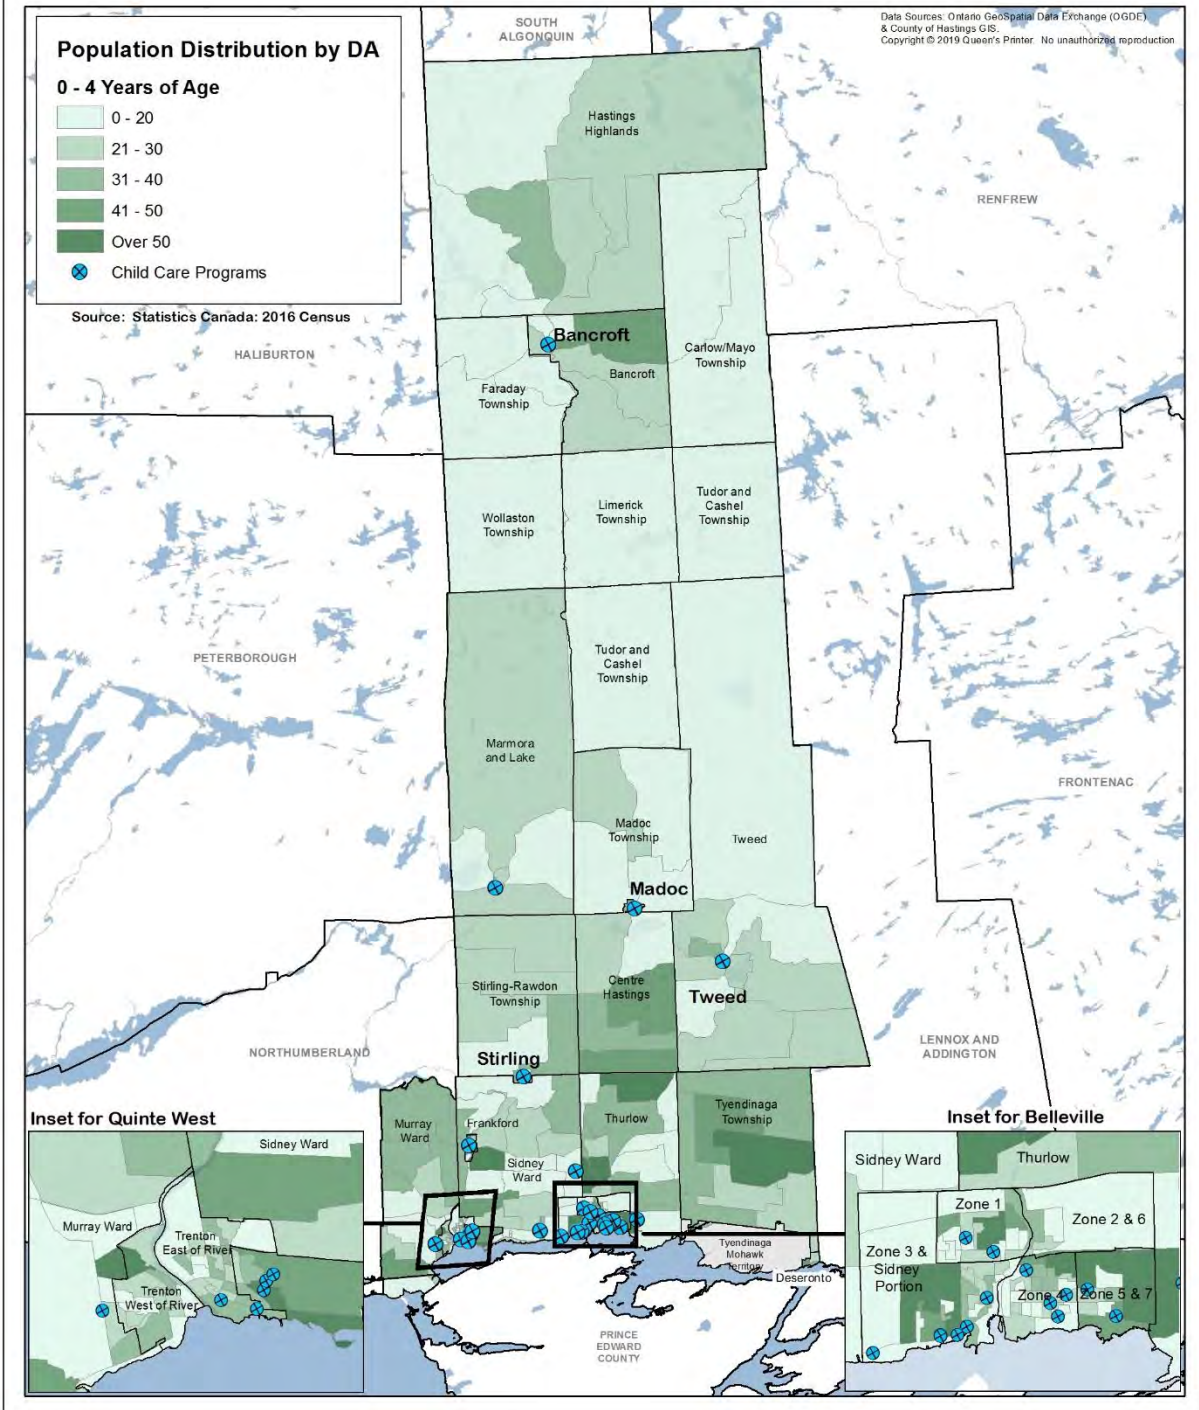 SOUTH
ALGONQUIN
Data Sources: Ontario GeoSpatial Data Exchange (OGDE)
& County of Hastings GIS.
Copyright © 2019 Queen's Printer. No unauthorized reproduction
Population Distribution by DA
0 - 4 Years of Age
0 - 20
21 - 30
31 - 40
41 - 50
Over 50
Child Care Programs
Source: Statistics Canada: 2016 Census
Hastings
Highlands
RENFREW
HALIBURTON
Bancroft
Bancroft
Carlow/Mayo
Township
Faraday
Township
Wollaston
Township
Limerick
Township
Tudor and
Cashel
Township
PETERBOROUGH
Tudor and
Cashel
Township
Marmora
and Lake
FRONTENAC
Madoc
Township
Tweed
Madoc
Stirling-Rawdon
Township
Centre
Hastings
Tweed
NORTHUMBERLAND
LENNOX AND
ADDINGTON
Stirling
Murray
Ward
Frankford
Thurlow
Tyendinaga
Township
Sidney
Ward
Tyendinaga
Mohawk
Territory
Deseronto
PRINCE
EDWARD
COUNTY
Inset for Quinte West
Sidney Ward
Murray Ward
Trenton
East of River
Trenton
West of River
Inset for Belleville
Sidney Ward
Thurlow
Zone 1
Zone 2 & 6
Zone 3 &
Sidney
Portion
Zone 4
Zone 5 & 7